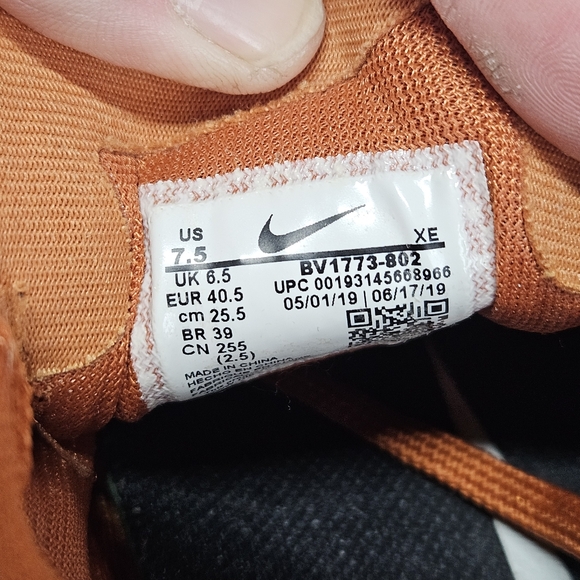 US
7.5
UK 6.5
EUR 40.5
cm 25.5
BR 39
CN 255
(2.5)
MADE IN CHINA
XE
BV1773-802
UPC 00193145668966
05/01/19 | 06/17/19